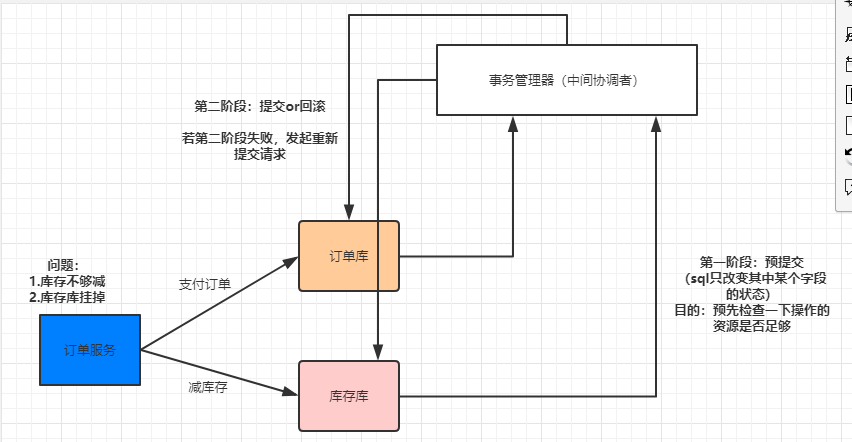 事务管理器（中间协调者）
第二阶段：提交or回滚
若第二阶段失败，发起重新
提交请求
订单库
问题：
1.库存不够减
2.库存库挂掉
支付订单
第一阶段：预提交
（sql只改变其中某个字段
的状态）
目的：预先检查一下操作的
资源是否足够
订单服务
减库存
库存库